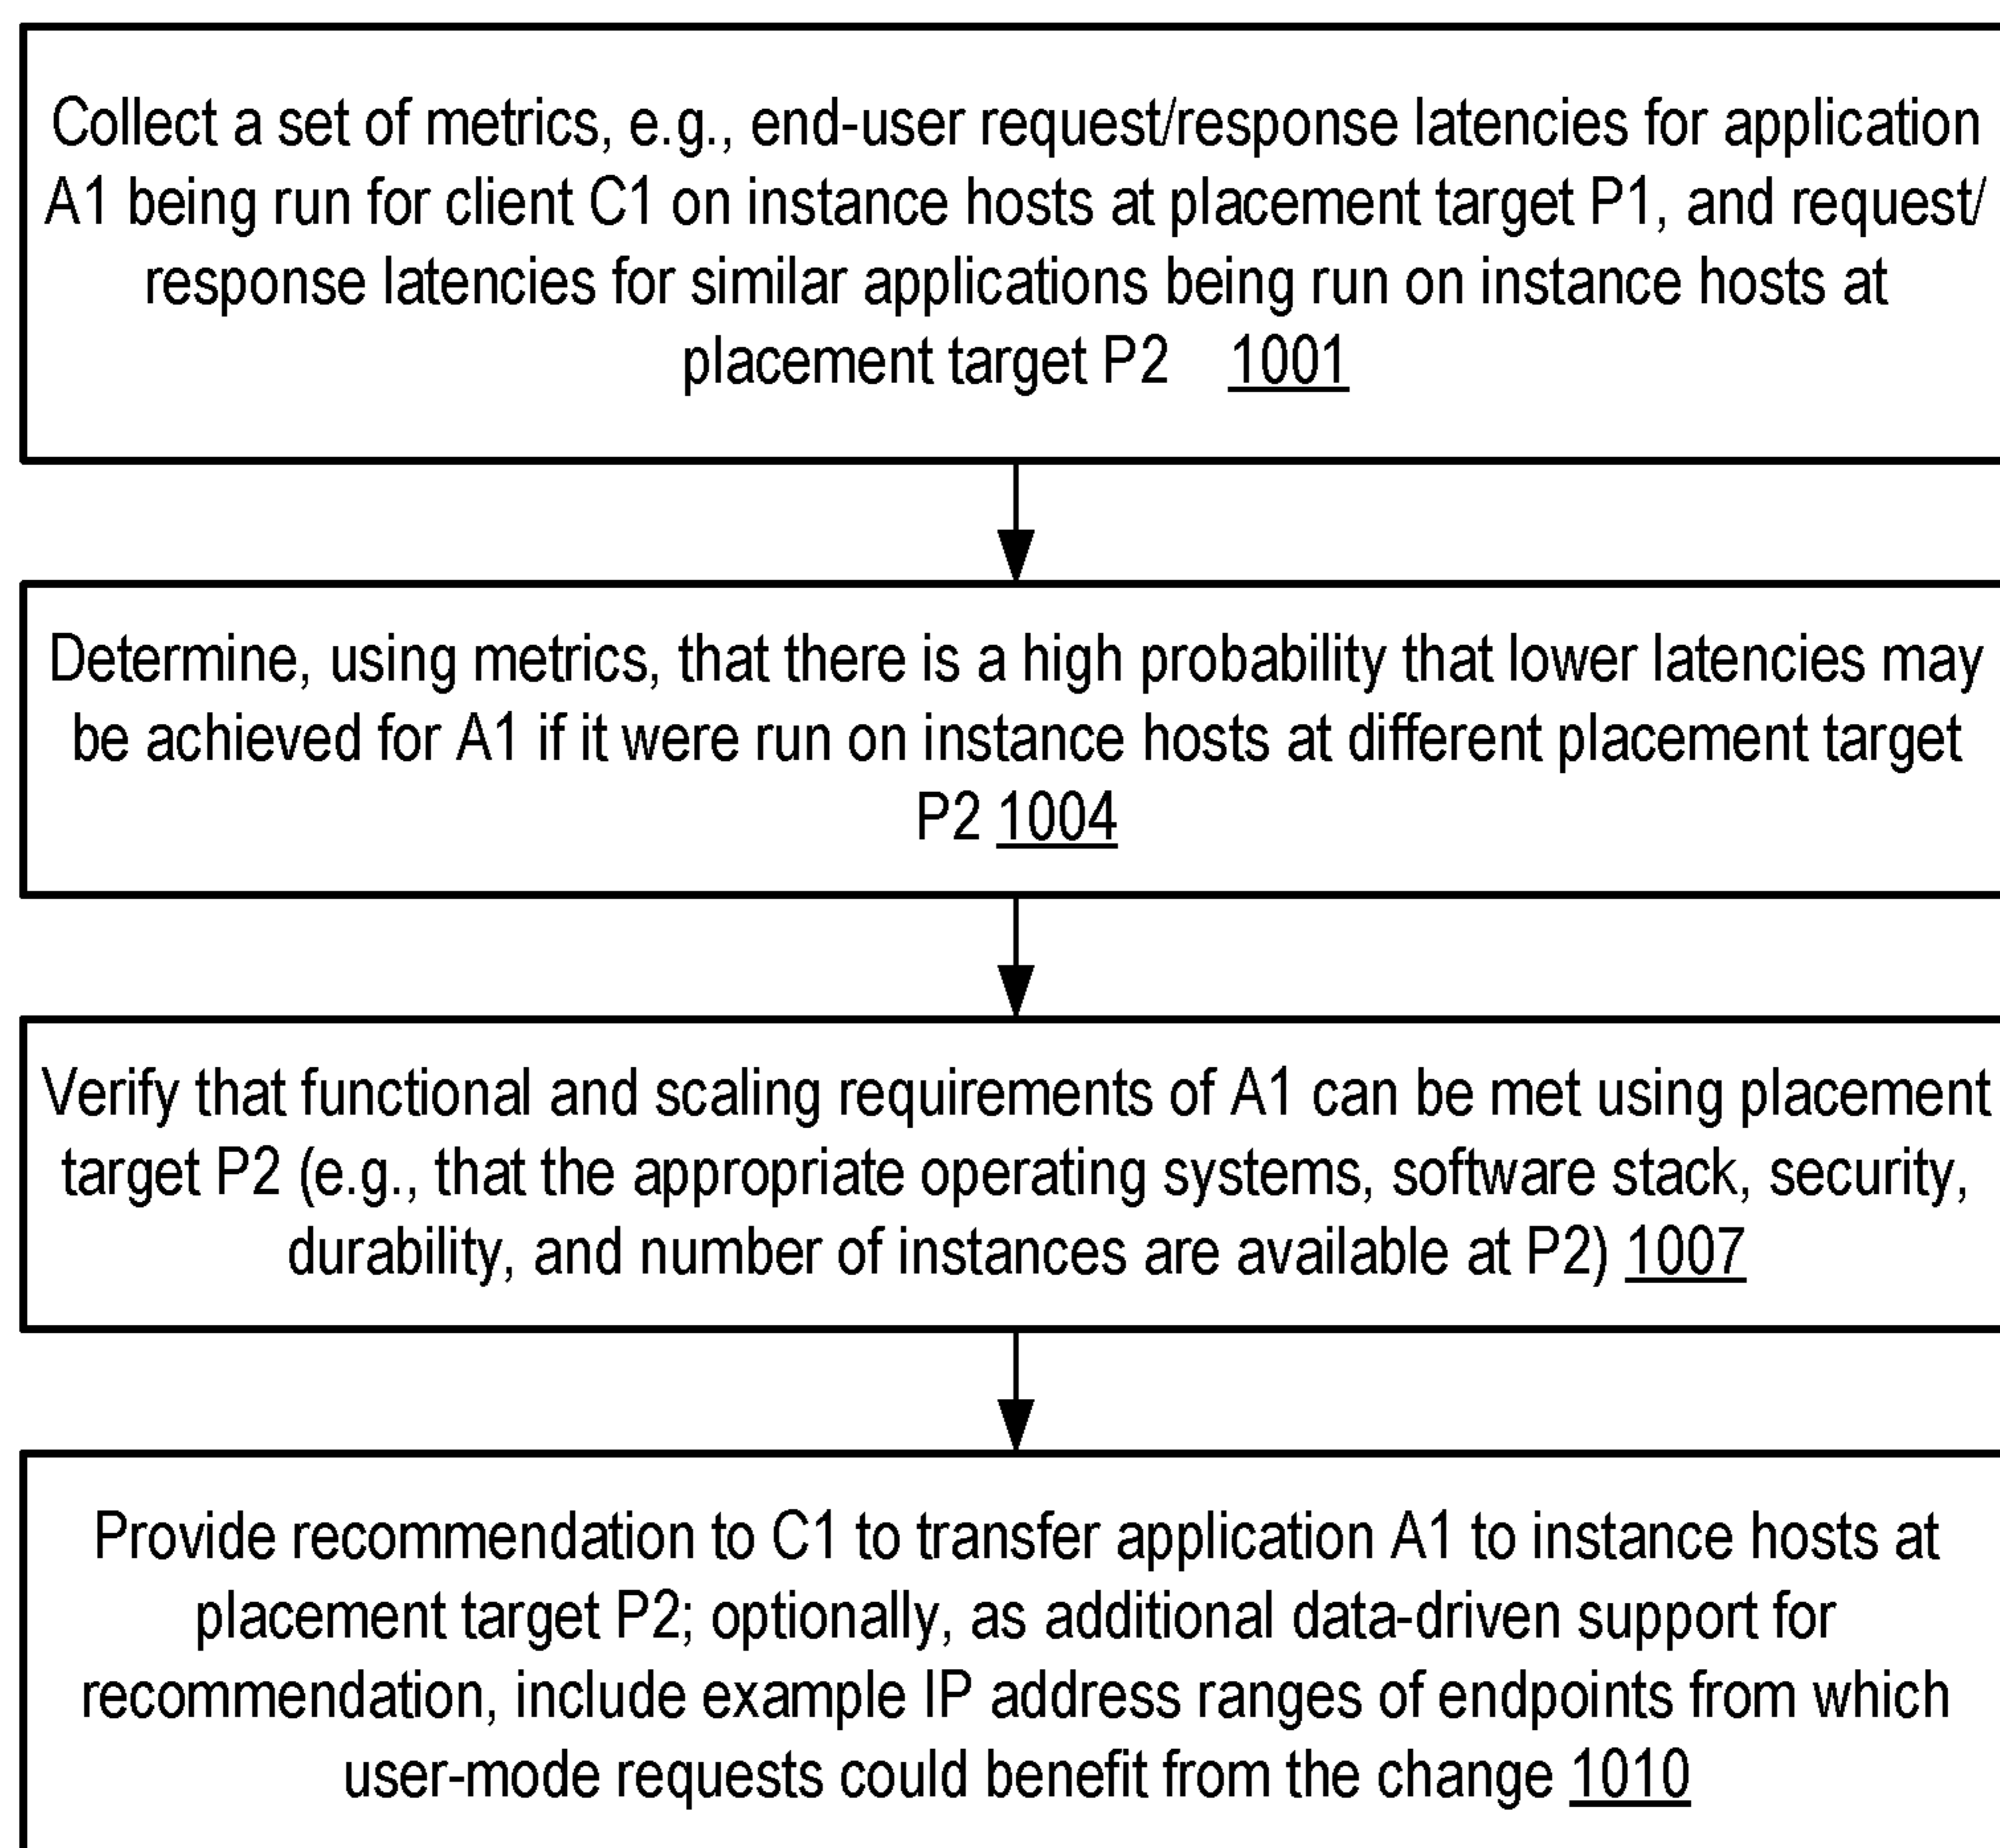 Collect a set of metrics, e.g., end-user request/response latencies for application
A1 being run for client C1 on instance hosts at placement target P1, and request/
response latencies for similar applications being run on instance hosts at
placement target P2 1001
Determine, using metrics, that there is a high probability that lower latencies may
be achieved for A1 if it were run on instance hosts at different placement target
P2 1004
Verify that functional and scaling requirements of A1 can be met using placement
target P2 (e.g., that the appropriate operating systems, software stack, security,
durability, and number of instances are available at P2) 1007
Provide recommendation to C1 to transfer application A1 to instance hosts at
placement target P2; optionally, as additional data-driven support for
recommendation, include example IP address ranges of endpoints from which
user-mode requests could benefit from the change 1010